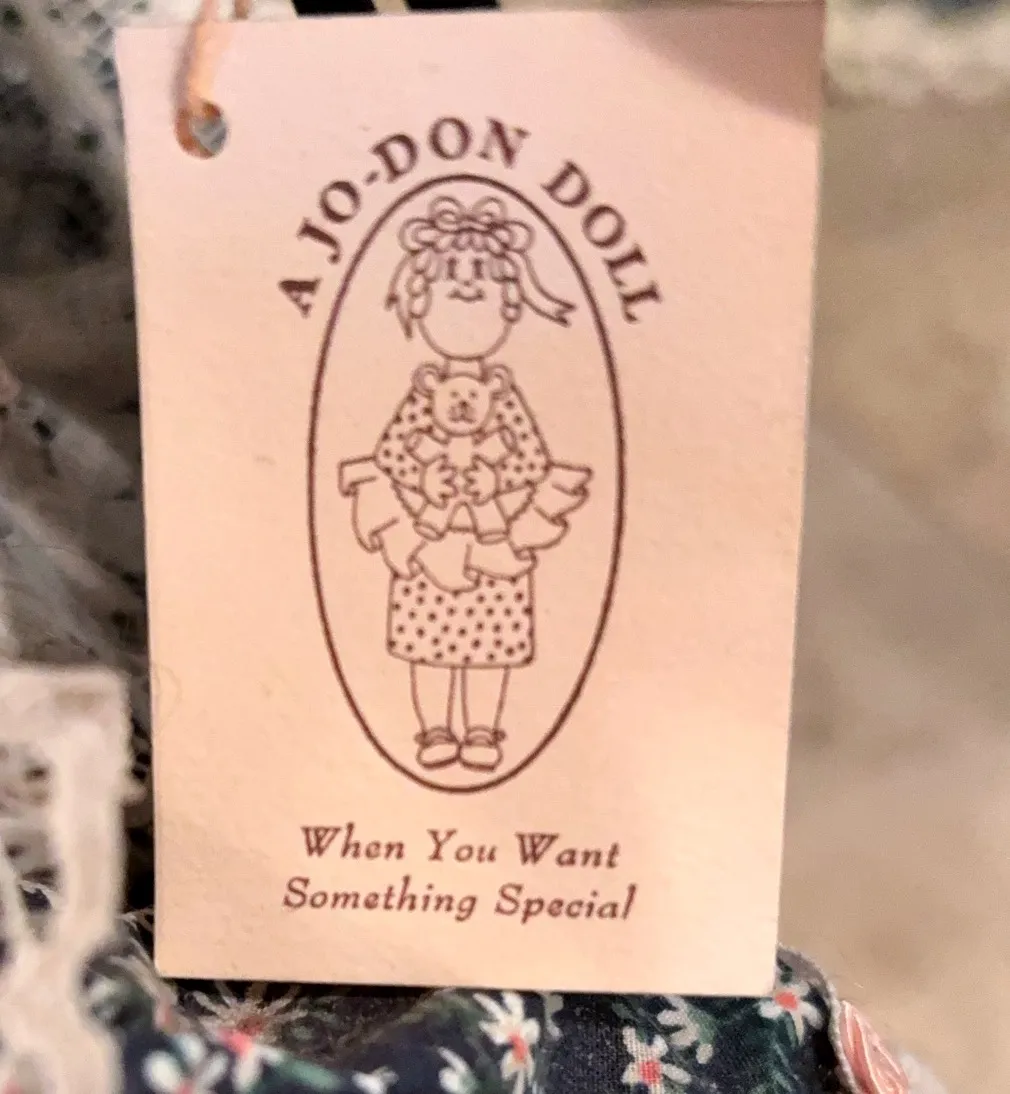 A JO-DON DOLL
When You Want
Something Special